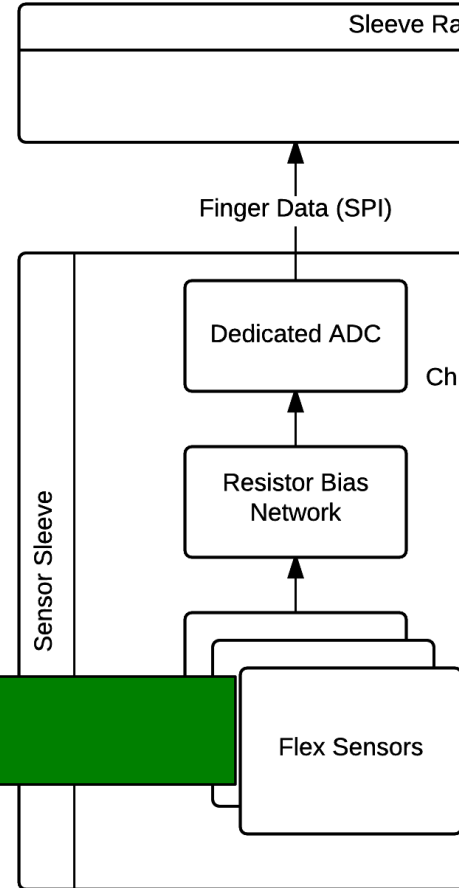 Sleeve Ra
Finger Data (SPI)
Dedicated ADC
Ch
Resistor Bias
Network
Sensor Sleeve
Flex Sensors